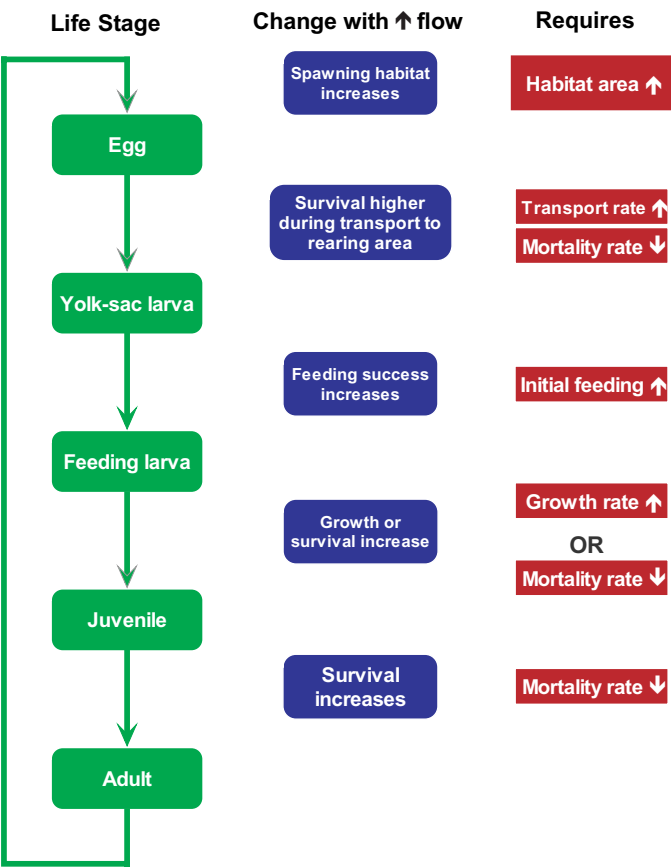 Life Stage
Change with ↑ flow
Requires
Spawning habitat
increases
Habitat area ↑
Egg
Survival higher
during transport to
rearing area
Transport rate ↑
Mortality rate ↓
Yolk-sac larva
Feeding success
increases
Initial feeding ↑
Feeding larva
Growth or
survival increase
Growth rate ↑
OR
Mortality rate ↓
Juvenile
Survival
increases
Mortality rate ↓
Adult